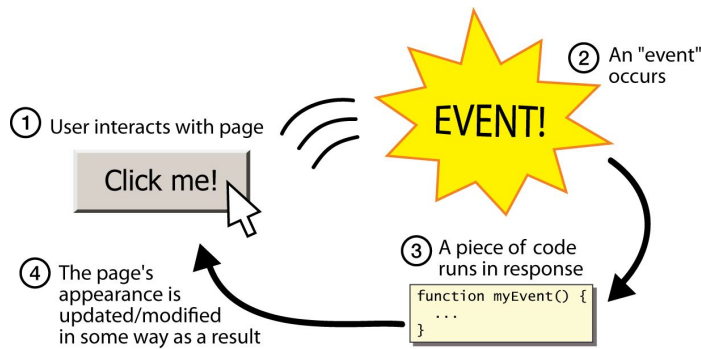 1 User interacts with page
Click me!
EVENT!
2 An "event"
occurs
3 A piece of code
runs in response
function myEvent() {
...
}
4 The page's
appearance is
updated/modified
in some way as a result